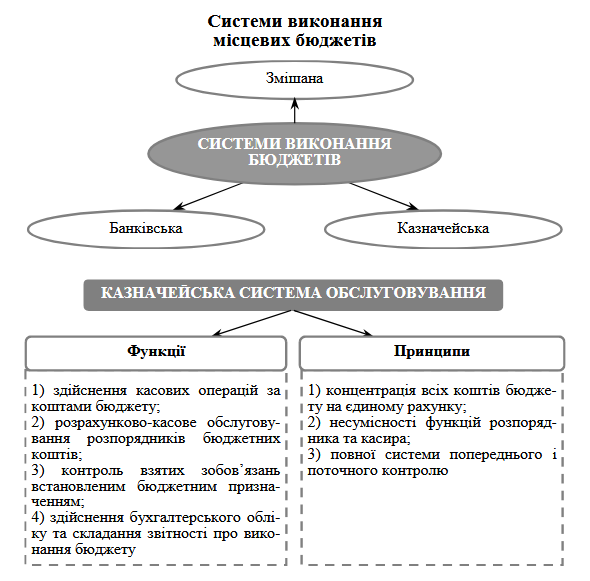 Системи виконання
місцевих бюджетів
Змішана
СИСТЕМИ ВИКОНАННЯ
БЮДЖЕТІВ
Банківська
Казначейська
КАЗНАЧЕЙСЬКА СИСТЕМА ОБСЛУГОВУВАННЯ
Функції
1) здійснення касових операцій за
коштами бюджету;
2) розрахунково-касове обслугову-
вання розпорядників бюджетних
коштів;
3) контроль взятих зобов’язань
встановленим бюджетним призна-
ченням;
4) здійснення бухгалтерського облі-
ку та складання звітності про вико-
нання бюджету
Принципи
1) концентрація всіх коштів бюдже-
ту на єдиному рахунку;
2) несумісності функцій розпоряд-
ника та касира;
3) повної системи попереднього і
поточного контролю